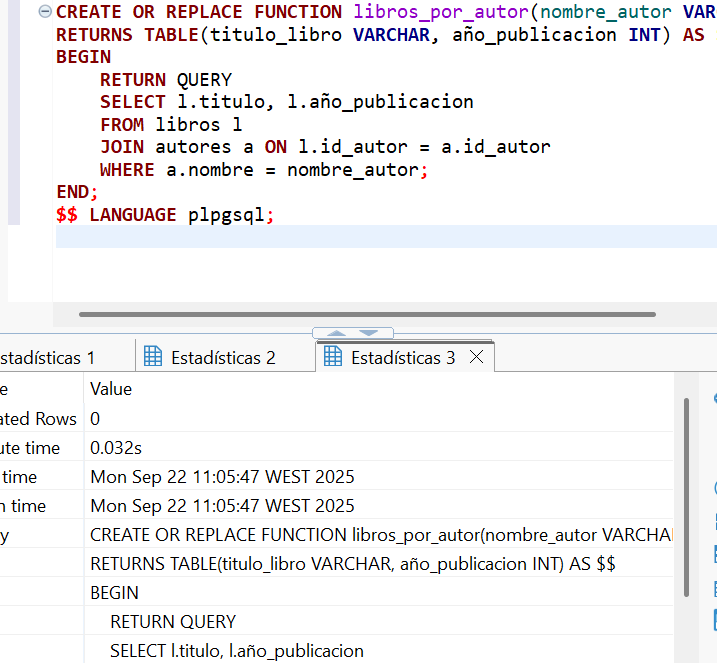 CREATE OR REPLACE FUNCTION libros_por_autor(nombre_autor VAR
RETURNS TABLE(titulo_libro VARCHAR, año_publicacion INT) AS
BEGIN
    RETURN QUERY
    SELECT l.titulo, l.año_publicacion
    FROM libros l
    JOIN autores a ON l.id_autor = a.id_autor
    WHERE a.nombre = nombre_autor;
END;
$$ LANGUAGE plpgsql;
stadísticas 1 Estadísticas 2 Estadísticas 3
e Value
ated Rows 0
ute time 0.032s
time Mon Sep 22 11:05:47 WEST 2025
n time Mon Sep 22 11:05:47 WEST 2025
y CREATE OR REPLACE FUNCTION libros_por_autor(nombre_autor VARCHA
RETURNS TABLE(titulo_libro VARCHAR, año_publicacion INT) AS $$
BEGIN
    RETURN QUERY
    SELECT l.titulo, l.año_publicacion